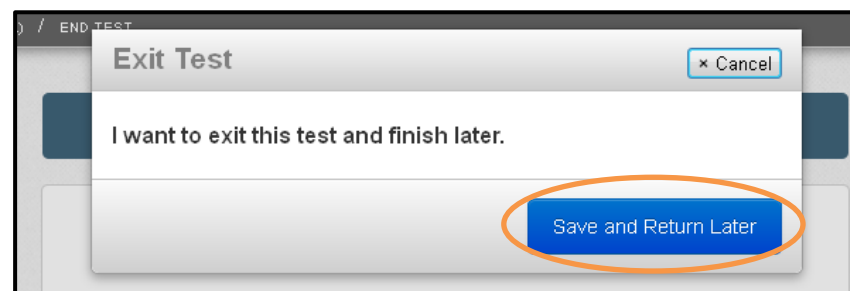 / END TEST
Exit Test
× Cancel
I want to exit this test and finish later.
Save and Return Later